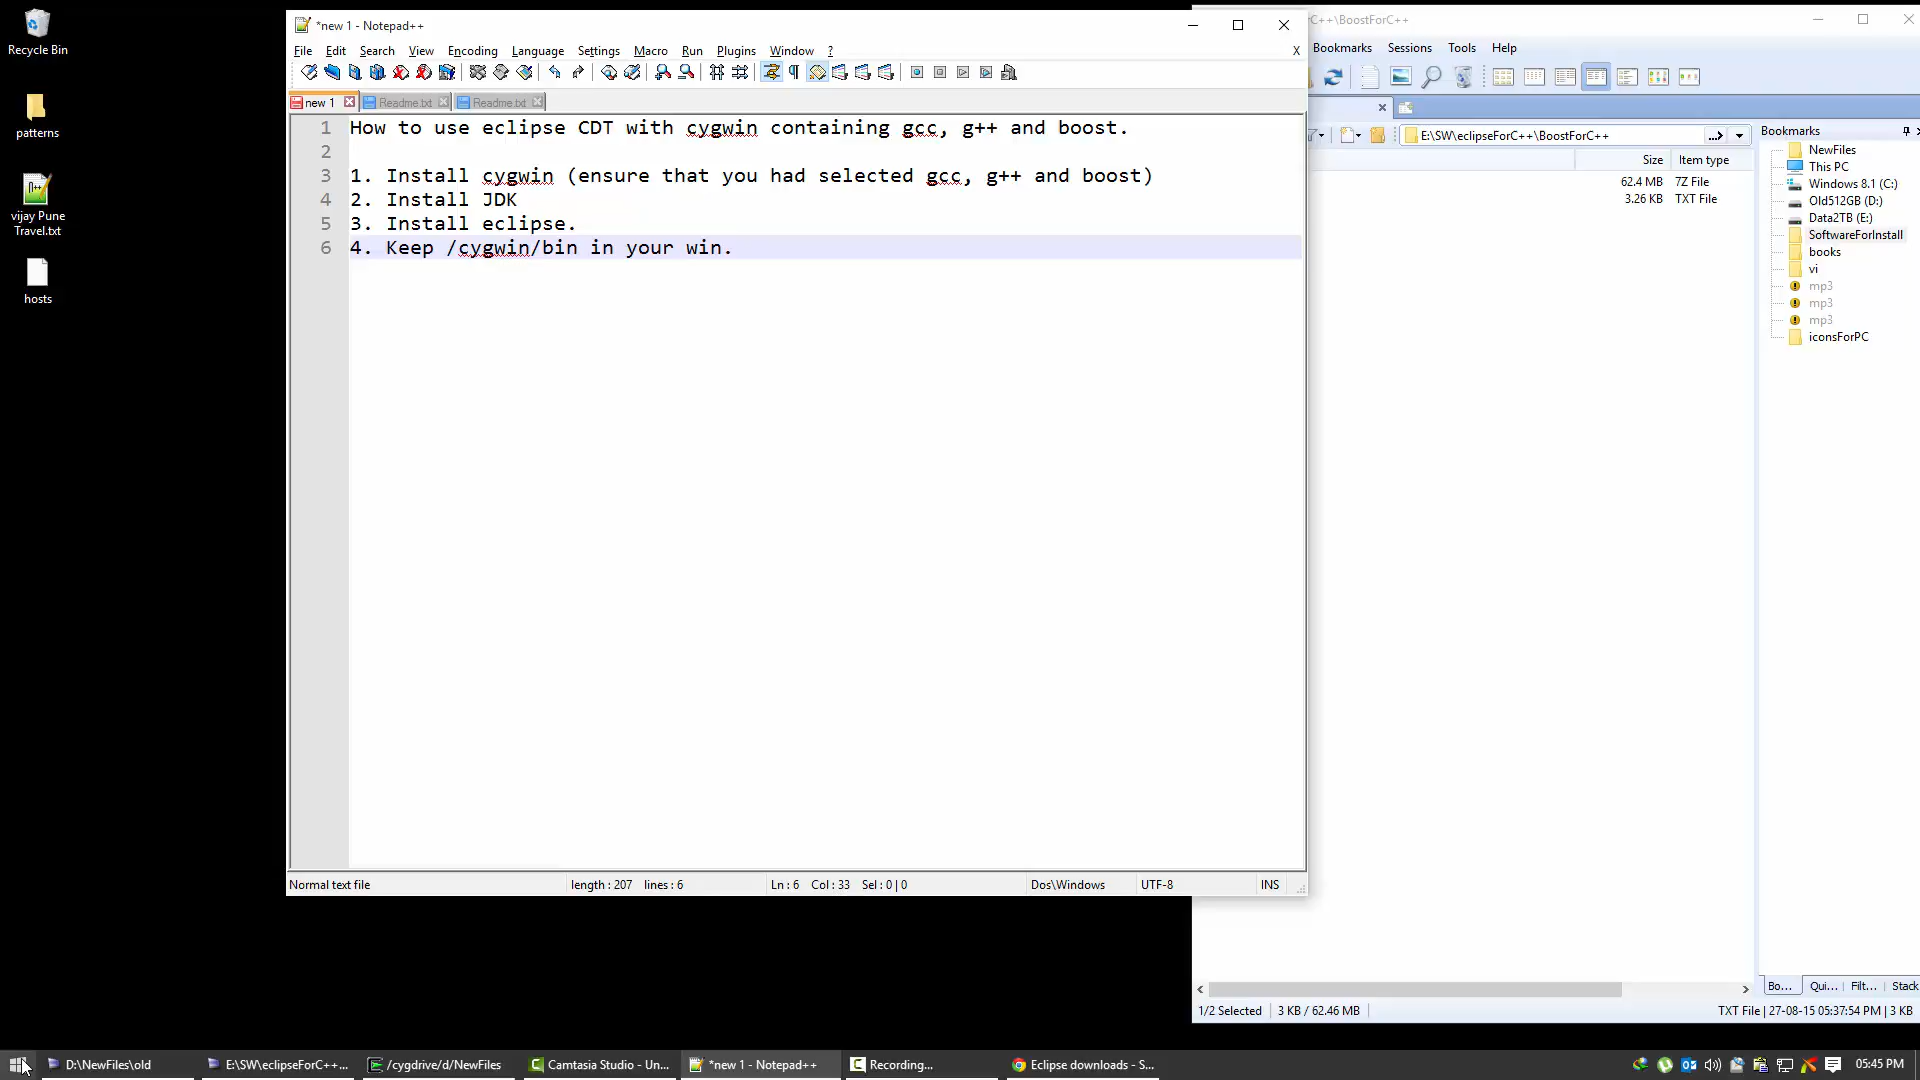 Recycle Bin
patterns
vijay Pune
Travel.txt
hosts
*new 1 - Notepad++
File Edit Search View Encoding Language Settings Macro Run Plugins Window ? X
new 1 Readme.txt Readme.txt
1 How to use eclipse CDT with cygwin containing gcc, g++ and boost.
2
3 1. Install cygwin (ensure that you had selected gcc, g++ and boost)
4 2. Install JDK
5 3. Install eclipse.
6 4. Keep /cygwin/bin in your win.
Normal text file length : 207 lines : 6 Ln : 6 Col : 33 Sel : 0 | 0 Dos\Windows UTF-8 INS
C++\BoostForC++
Bookmarks Sessions Tools Help
E:\SW\eclipseForC++\BoostForC++
Size Item type
62.4 MB 7Z File
3.26 KB TXT File
Bookmarks
NewFiles
This PC
Windows 8.1 (C:)
Old512GB (D:)
Data2TB (E:)
SoftwareForInstall
books
vi
mp3
mp3
mp3
iconsForPC
Bo... Qui... Filt... Stack
1/2 Selected 3 KB / 62.46 MB TXT File | 27-08-15 05:37:54 PM | 3 KB
D:\NewFiles\old E:\SW\eclipseForC++... /cygdrive/d/NewFiles Camtasia Studio - Un... *new 1 - Notepad++ Recording... Eclipse downloads - S... 05:45 PM